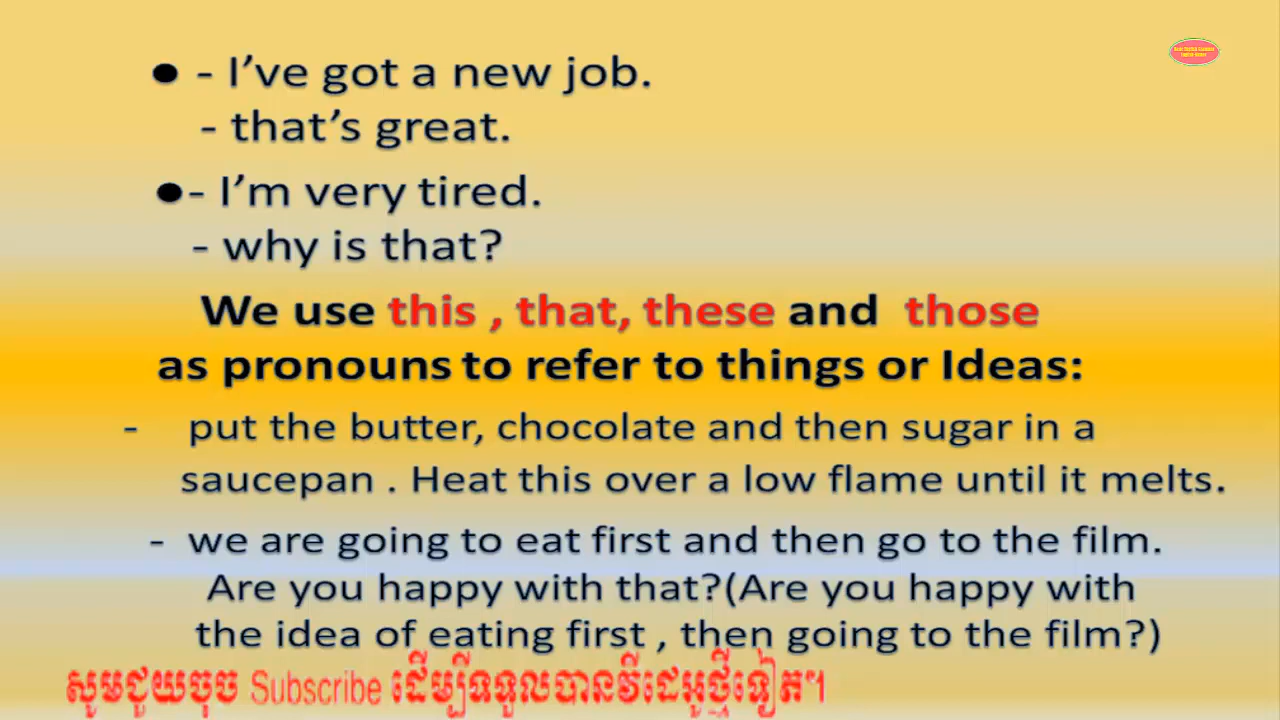 ● - I’ve got a new job.
- that’s great.
●- I’m very tired.
- why is that?
We use this , that, these and those
as pronouns to refer to things or Ideas:
- put the butter, chocolate and then sugar in a
saucepan . Heat this over a low flame until it melts.
- we are going to eat first and then go to the film.
Are you happy with that?(Are you happy with
the idea of eating first , then going to the film?)
សូមជួយចុច Subscribe ដើម្បីទទួលបានវីដេអូថ្មីទៀត។